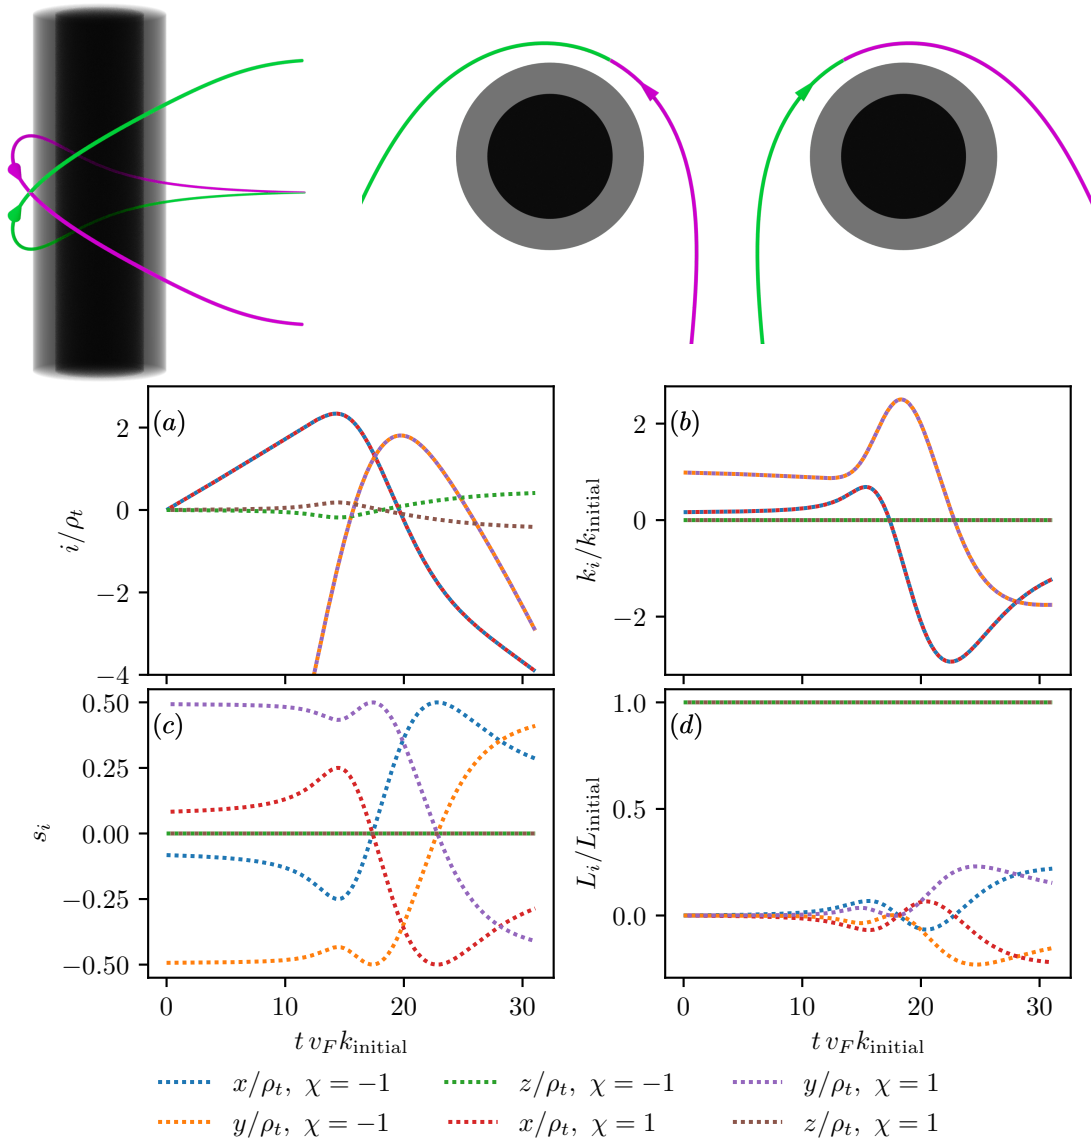 (a)
2
0
−2
−4
i/ρ_t
(b)
2
0
−2
k_i/k_initial
(c)
0.50
0.25
0.00
−0.25
−0.50
s_i
0 10 20 30
t v_F k_initial
(d)
1.0
0.5
0.0
L_i/L_initial
0 10 20 30
t v_F k_initial
x/ρ_t, χ = −1
z/ρ_t, χ = −1
y/ρ_t, χ = 1
y/ρ_t, χ = −1
x/ρ_t, χ = 1
z/ρ_t, χ = 1